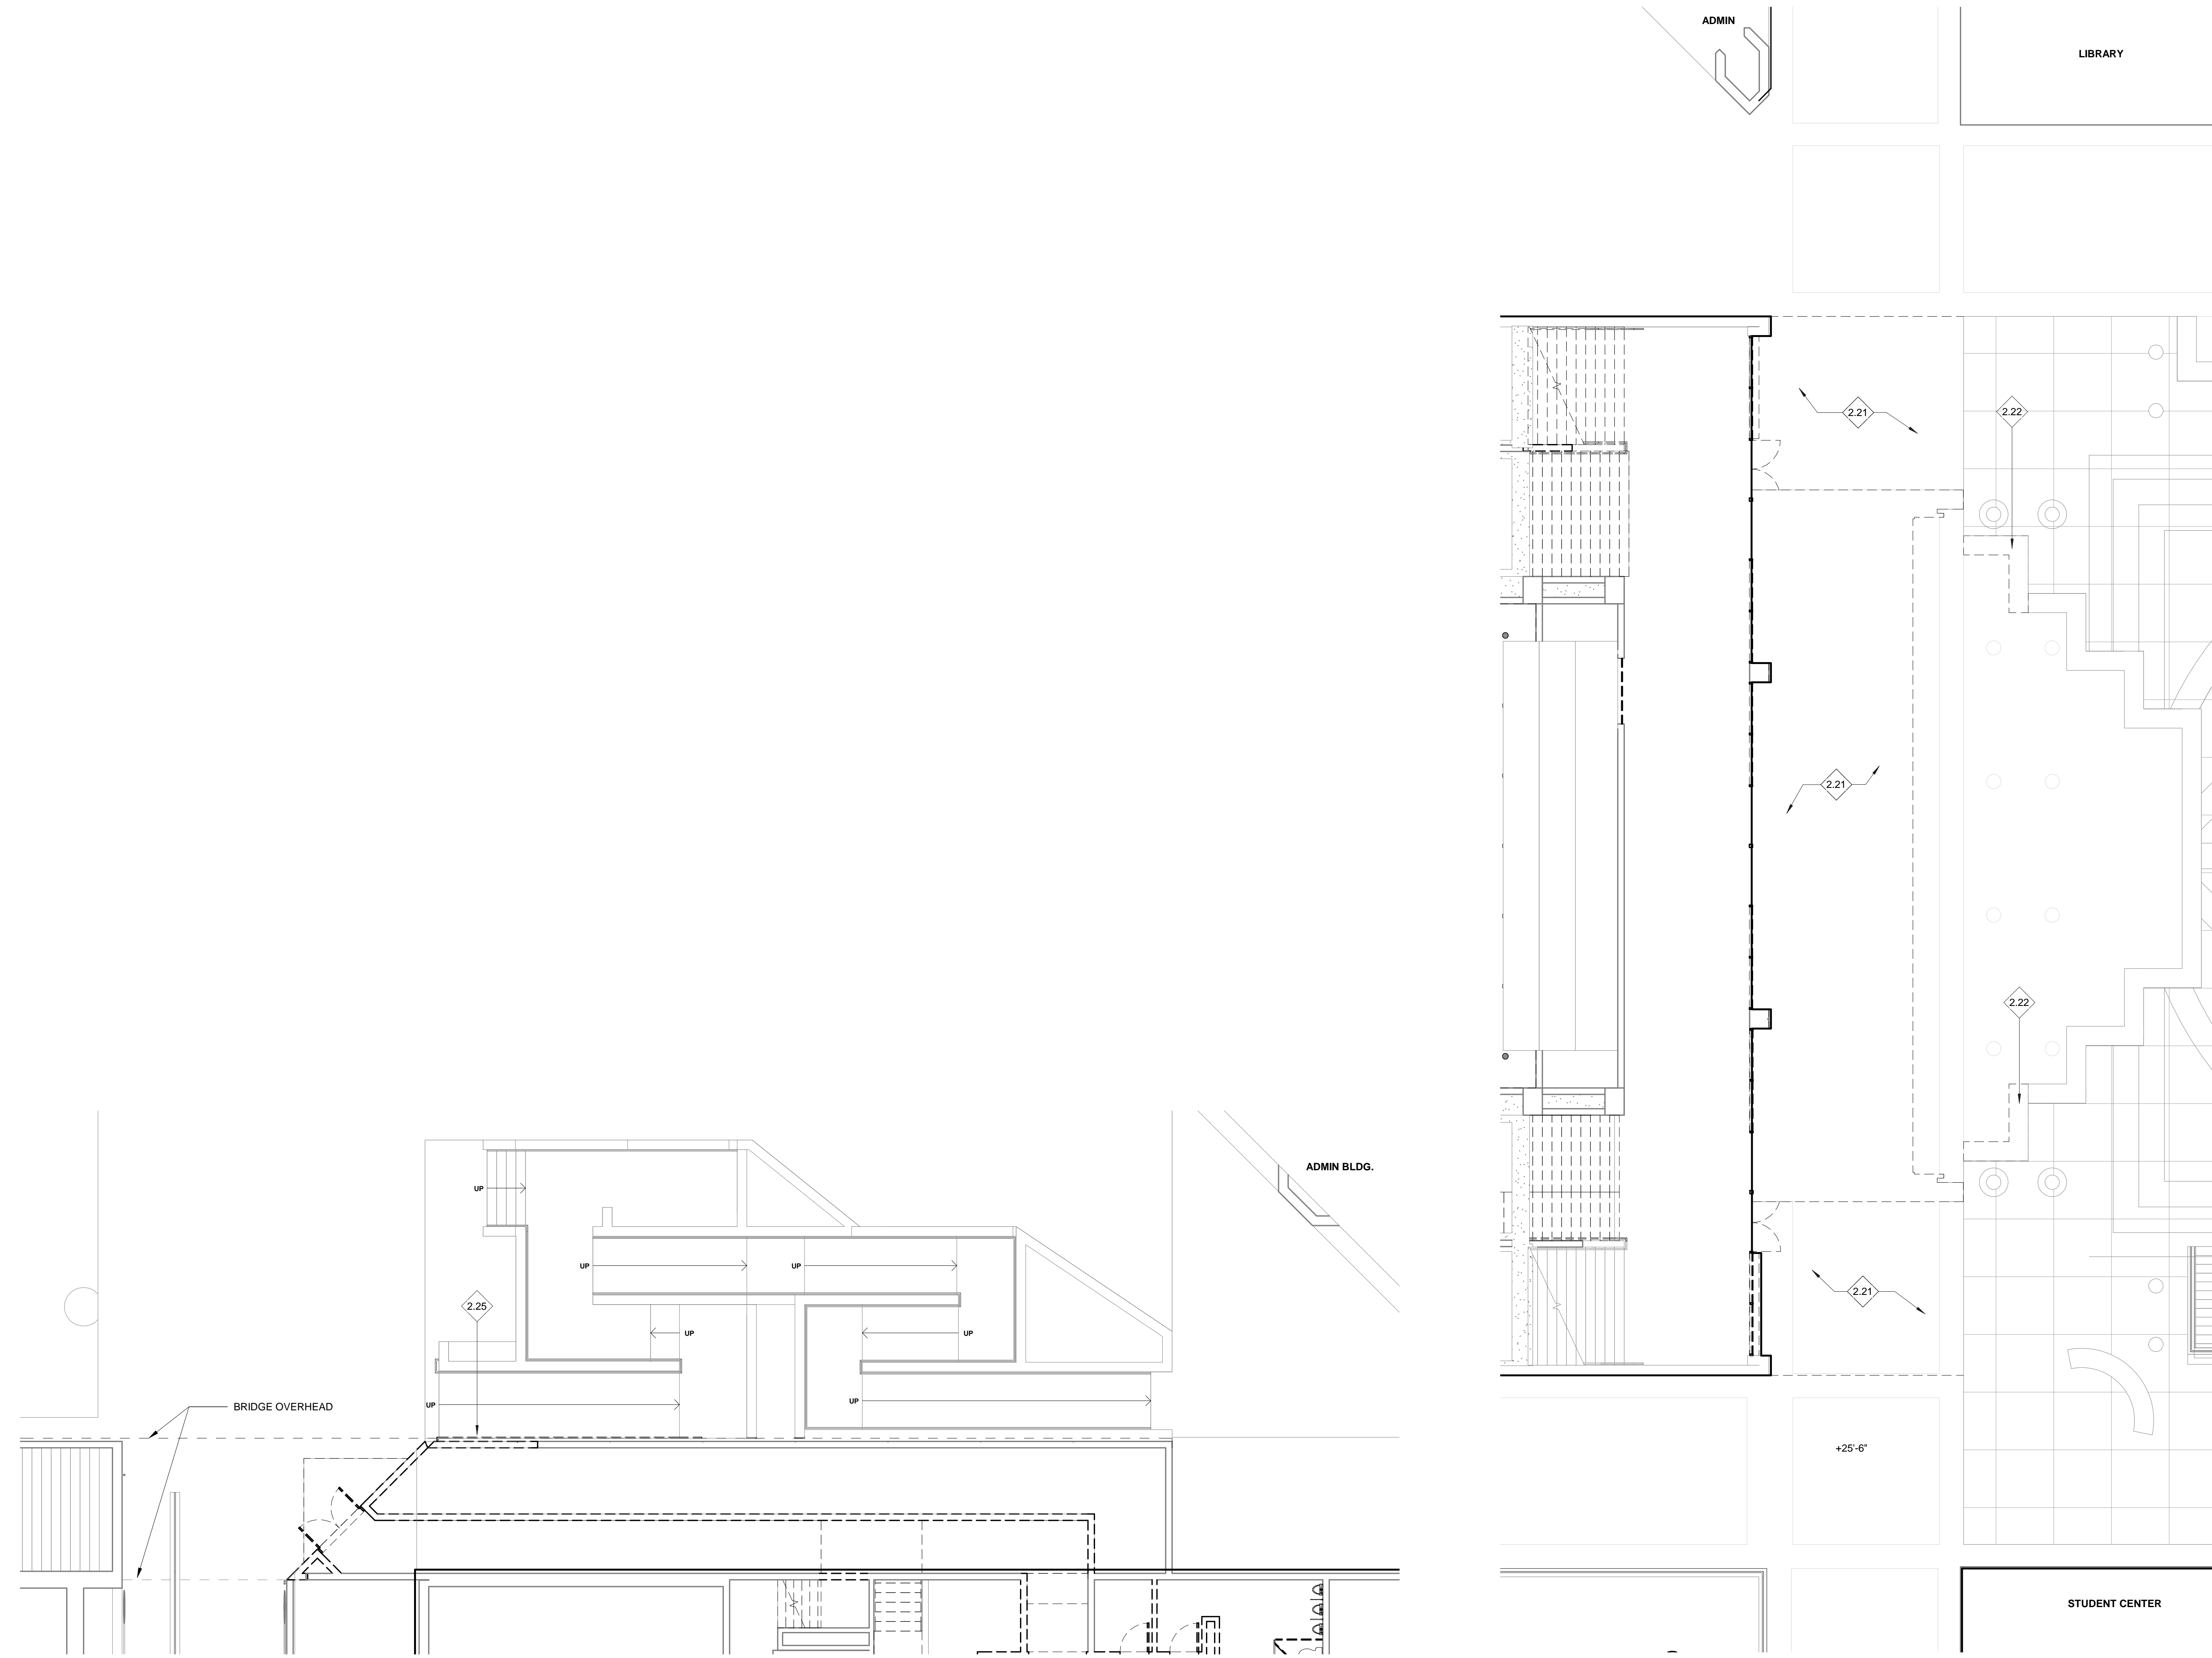 ADMIN
LIBRARY
2.21
2.22
2.21
2.22
ADMIN BLDG.
UP
UP
UP
2.25
2.21
UP
UP
UP
UP
BRIDGE OVERHEAD
+25'-6"
STUDENT CENTER